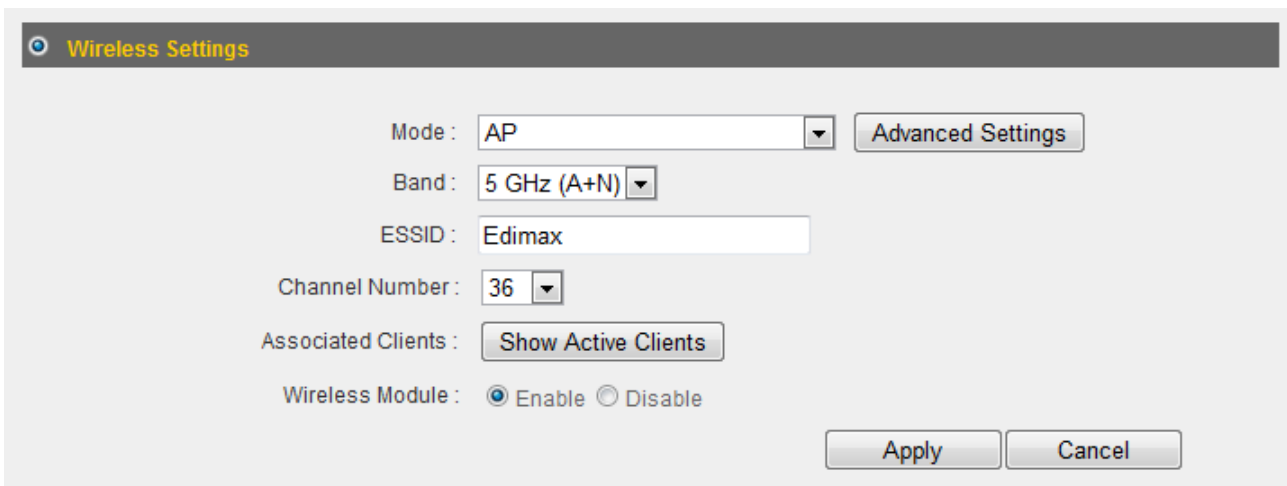 Wireless Settings
Mode : AP Advanced Settings
Band : 5 GHz (A+N)
ESSID : Edimax
Channel Number : 36
Associated Clients : Show Active Clients
Wireless Module : Enable Disable
Apply Cancel